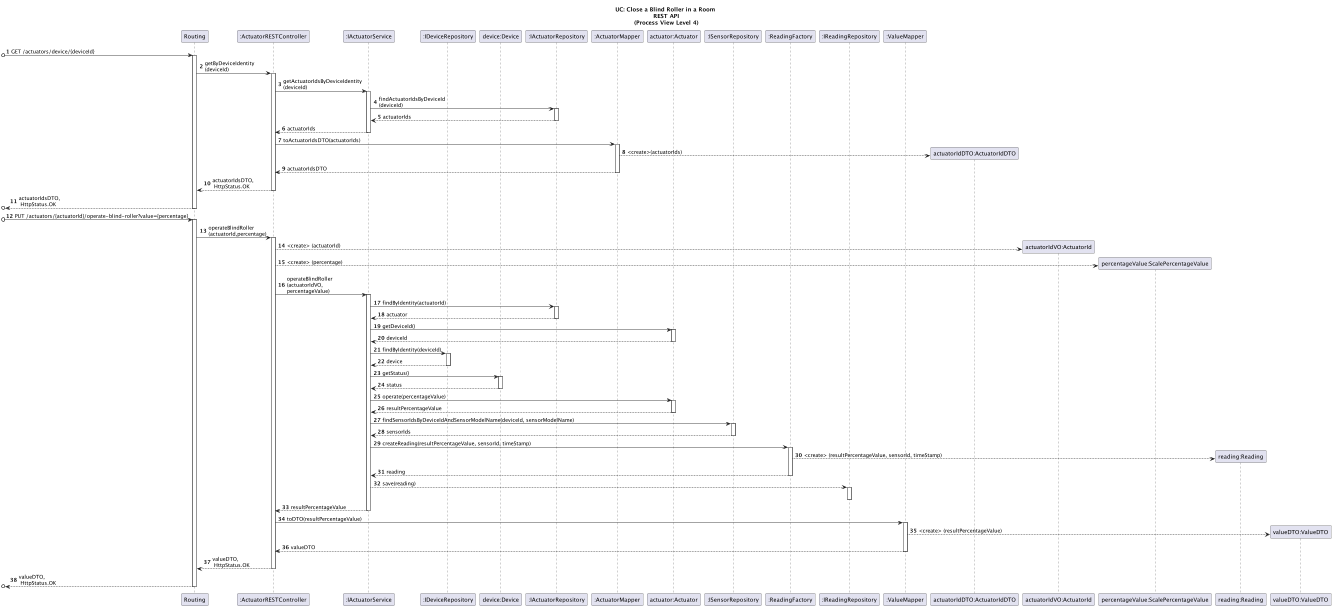 UC: Close a Blind Roller in a Room
REST API
(Process View Level 4)
Routing
:ActuatorRESTController
:IActuatorService
:IDeviceRepository
device:Device
:IActuatorRepository
:ActuatorMapper
actuator:Actuator
:ISensorRepository
:ReadingFactory
:IReadingRepository
:ValueMapper
1 GET /actuators/device/{deviceId}
2 getByDeviceIdentity
(deviceId)
3 getActuatorIdsByDeviceIdentity
(deviceId)
4 findActuatorIdsByDeviceId
(deviceId)
5 actuatorIds
6 actuatorIds
7 toActuatorIdsDTO(actuatorIds)
8 <create>(actuatorIds)
actuatorIdDTO:ActuatorIdDTO
9 actuatorIdsDTO
10 actuatorIdsDTO,
HttpStatus.OK
11 actuatorIdsDTO,
HttpStatus.OK
12 PUT /actuators/{actuatorId}/operate-blind-roller?value={percentage}
13 operateBlindRoller
(actuatorId,percentage)
14 <create> (actuatorId)
actuatorIdVO:ActuatorId
15 <create> (percentage)
percentageValue:ScalePercentageValue
16 operateBlindRoller
(actuatorIdVO,
percentageValue)
17 findByIdentity(actuatorId)
18 actuator
19 getDeviceId()
20 deviceId
21 findByIdentity(deviceId)
22 device
23 getStatus()
24 status
25 operate(percentageValue)
26 resultPercentageValue
27 findSensorIdsByDeviceIdAndSensorModelName(deviceId, sensorModelName)
28 sensorIds
29 createReading(resultPercentageValue, sensorId, timeStamp)
30 <create> (resultPercentageValue, sensorId, timeStamp)
reading:Reading
31 reading
32 save(reading)
33 resultPercentageValue
34 toDTO(resultPercentageValue)
35 <create> (resultPercentageValue)
valueDTO:ValueDTO
36 valueDTO
37 valueDTO,
HttpStatus.OK
38 valueDTO,
HttpStatus.OK
Routing
:ActuatorRESTController
:IActuatorService
:IDeviceRepository
device:Device
:IActuatorRepository
:ActuatorMapper
actuator:Actuator
:ISensorRepository
:ReadingFactory
:IReadingRepository
:ValueMapper
actuatorIdDTO:ActuatorIdDTO
actuatorIdVO:ActuatorId
percentageValue:ScalePercentageValue
reading:Reading
valueDTO:ValueDTO